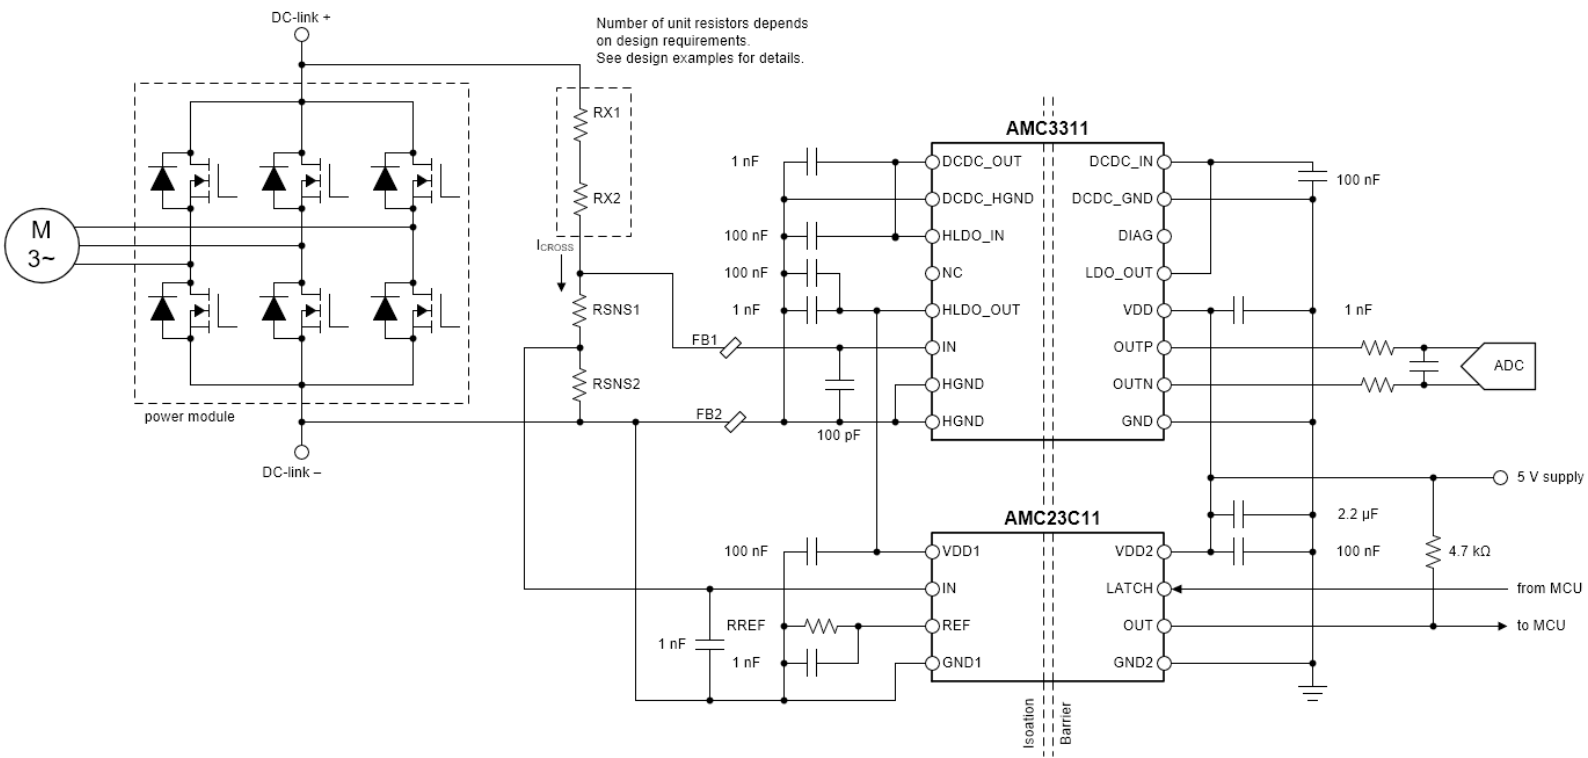 DC-link +
Number of unit resistors depends
on design requirements.
See design examples for details.
RX1
RX2
I_CROSS
RSNS1
RSNS2
M
3~
power module
DC-link –
FB1
FB2
AMC3311
1 nF
DCDC_OUT
DCDC_IN
100 nF
DCDC_HGND
DCDC_GND
100 nF
HLDO_IN
DIAG
100 nF
NC
LDO_OUT
1 nF
HLDO_OUT
VDD
1 nF
IN
OUTP
HGND
OUTN
ADC
HGND
GND
100 pF
5 V supply
AMC23C11
2.2 µF
100 nF
VDD1
VDD2
100 nF
4.7 kΩ
IN
LATCH
from MCU
RREF
REF
OUT
to MCU
1 nF
1 nF
GND1
GND2
Isoation
Barrier